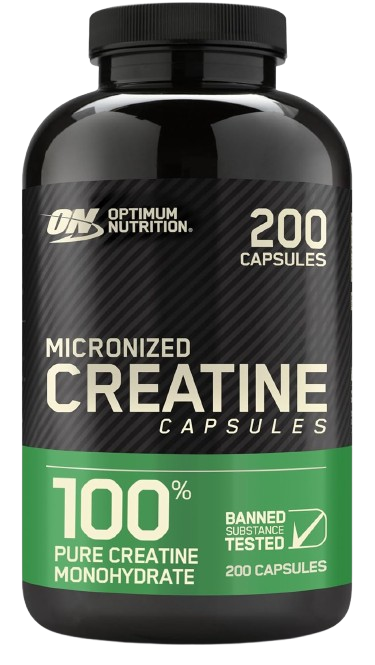 ON OPTIMUM
NUTRITION®
200
CAPSULES
MICRONIZED
CREATINE
CAPSULES
100%
PURE CREATINE
MONOHYDRATE
BANNED
SUBSTANCE
TESTED
200 CAPSULES